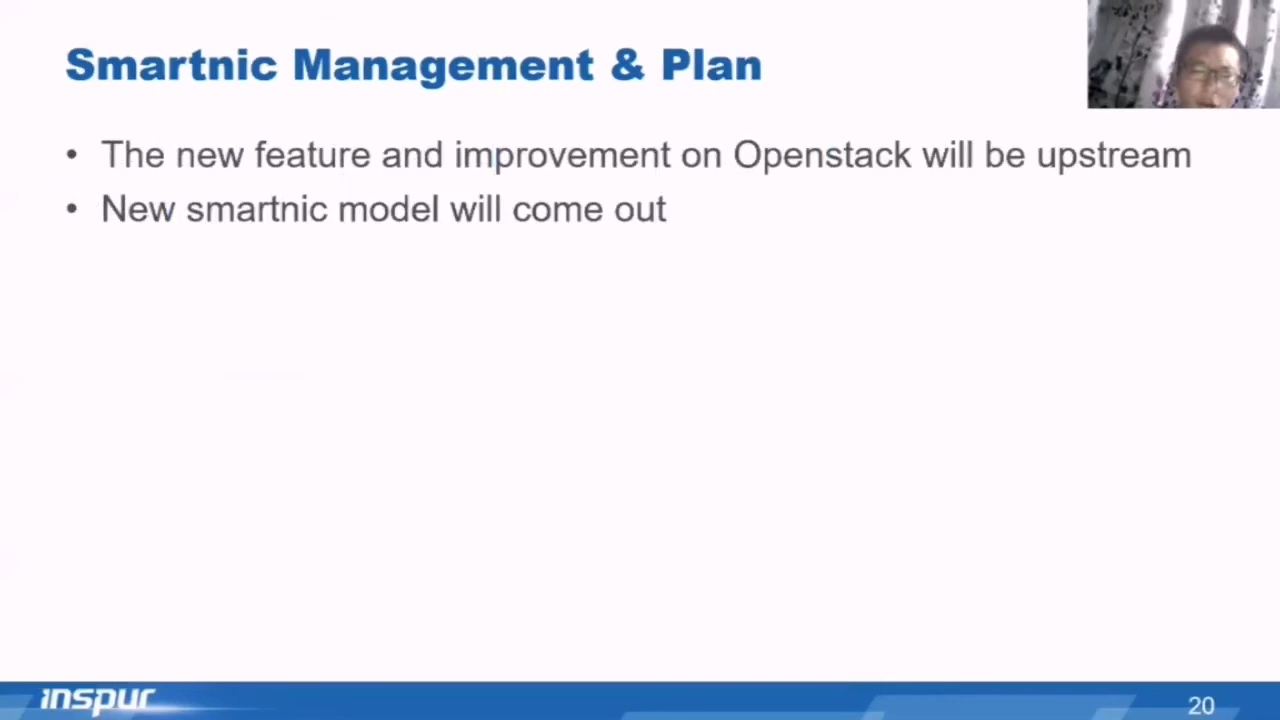 Smartnic Management & Plan
• The new feature and improvement on Openstack will be upstream
• New smartnic model will come out
inspur
20